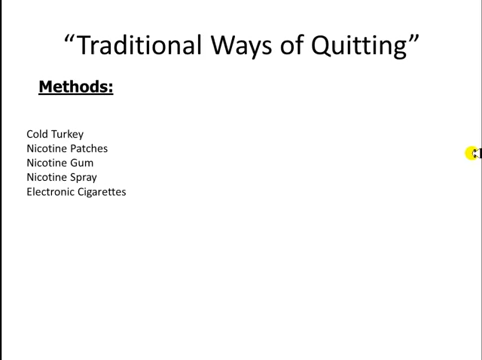 “Traditional Ways of Quitting”
Methods:
Cold Turkey
Nicotine Patches
Nicotine Gum
Nicotine Spray
Electronic Cigarettes